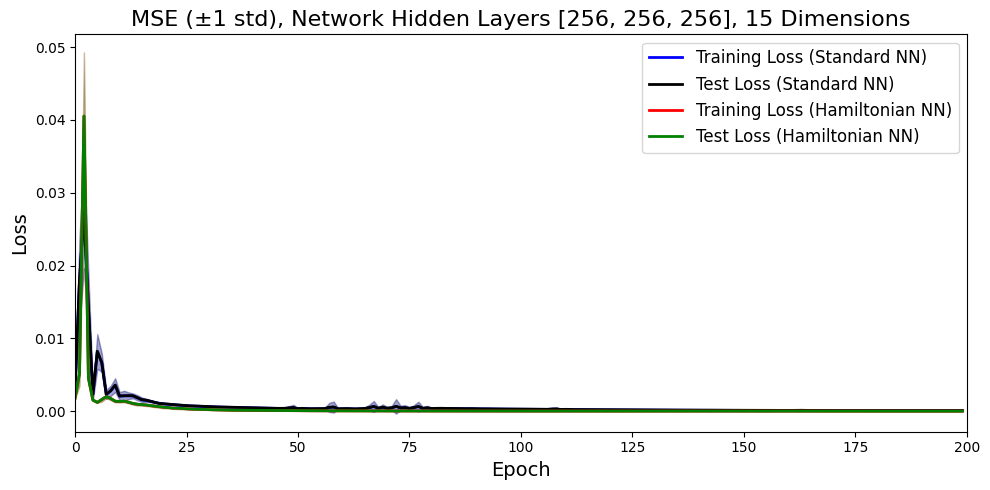 MSE (±1 std), Network Hidden Layers [256, 256, 256], 15 Dimensions
Training Loss (Standard NN)
Test Loss (Standard NN)
Training Loss (Hamiltonian NN)
Test Loss (Hamiltonian NN)
Loss
0.05
0.04
0.03
0.02
0.01
0.00
0 25 50 75 100 125 150 175 200
Epoch